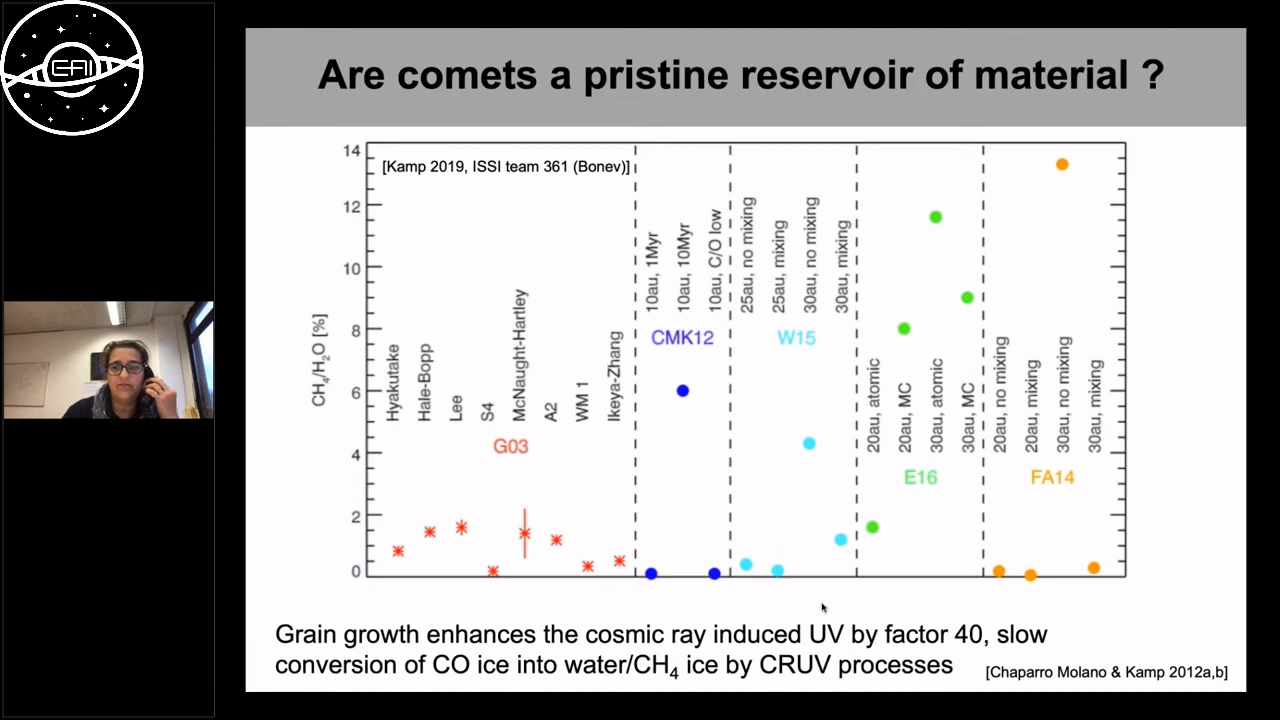 EAI
Are comets a pristine reservoir of material ?
[Kamp 2019, ISSI team 361 (Bonev)]
CH₄/H₂O [%]
14
12
10
8
6
4
2
0
Hyakutake
Hale-Bopp
Lee
S4
McNaught-Hartley
A2
WM 1
Ikeya-Zhang
G03
10au, 1Myr
10au, 10Myr
10au, C/O low
CMK12
25au, no mixing
25au, mixing
30au, no mixing
30au, mixing
W15
20au, atomic
20au, MC
30au, atomic
30au, MC
E16
20au, no mixing
20au, mixing
30au, no mixing
30au, mixing
FA14
Grain growth enhances the cosmic ray induced UV by factor 40, slow
conversion of CO ice into water/CH₄ ice by CRUV processes
[Chaparro Molano & Kamp 2012a,b]